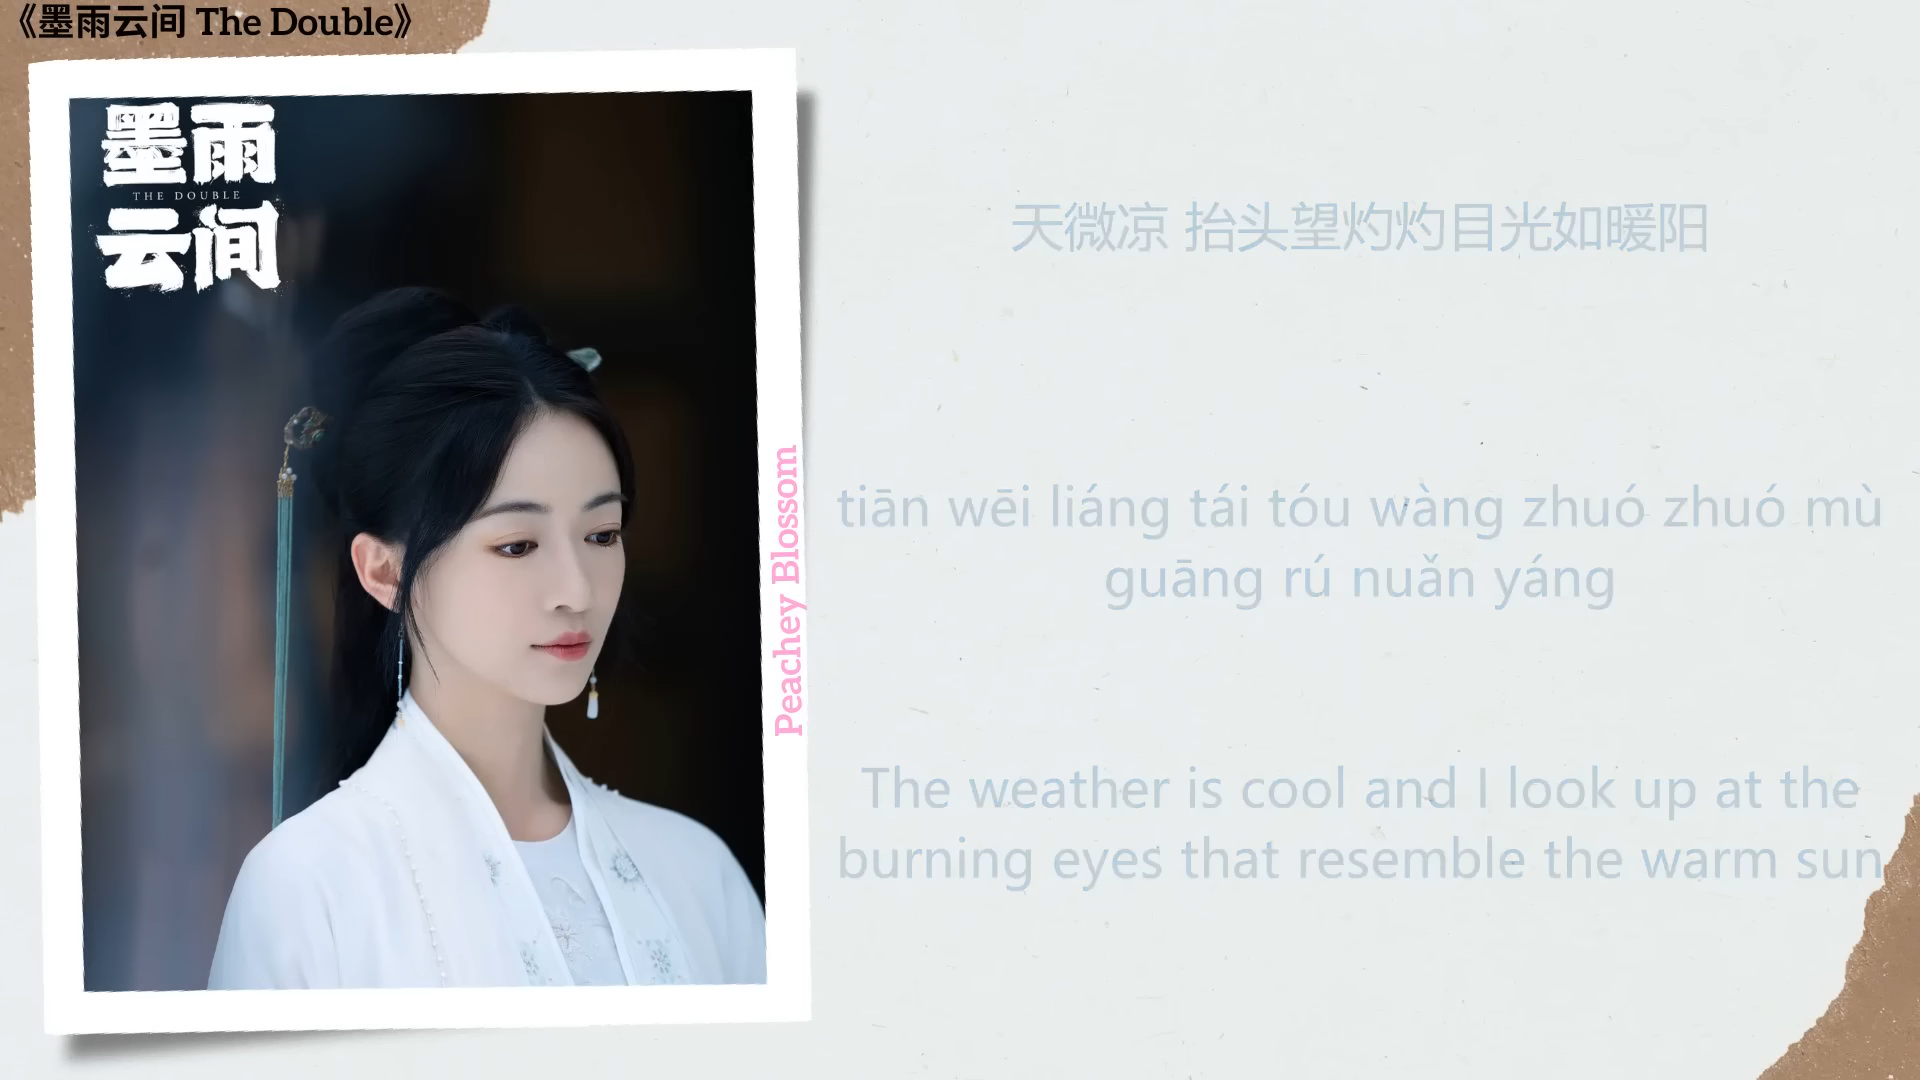 《墨雨云间 The Double》
墨雨
THE DOUBLE
云间
Peachey Blossom
天微凉 抬头望灼灼目光如暖阳
tiān wēi liáng tái tóu wàng zhuó zhuó mù
guāng rú nuǎn yáng
The weather is cool and I look up at the
burning eyes that resemble the warm sun